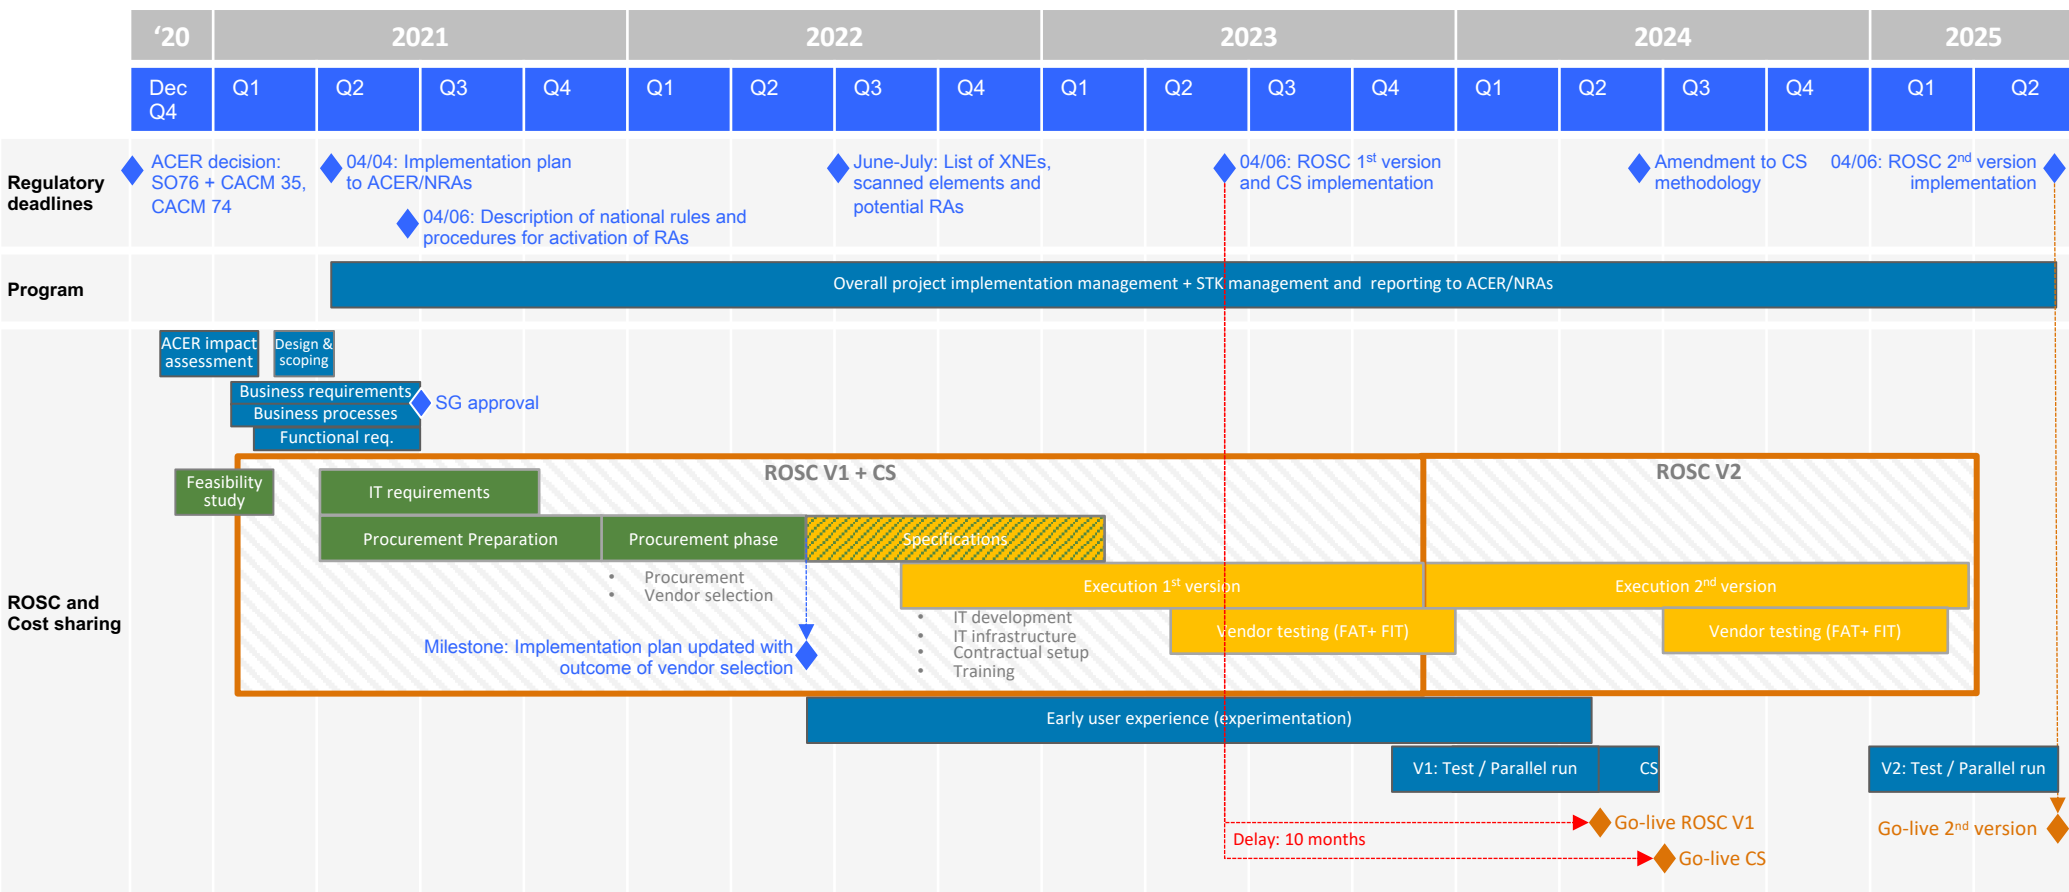 ‘20
2021
2022
2023
2024
2025
Dec
Q4
Q1
Q2
Q3
Q4
Q1
Q2
Q3
Q4
Q1
Q2
Q3
Q4
Q1
Q2
Q3
Q4
Q1
Q2
Regulatory
deadlines
ACER decision:
SO76 + CACM 35,
CACM 74
04/04: Implementation plan
to ACER/NRAs
04/06: Description of national rules and
procedures for activation of RAs
June-July: List of XNEs,
scanned elements and
potential RAs
04/06: ROSC 1st version
and CS implementation
Amendment to CS
methodology
04/06: ROSC 2nd version
implementation
Program
Overall project implementation management + STK management and reporting to ACER/NRAs
ROSC and
Cost sharing
ACER impact
assessment
Design &
scoping
Business requirements
Business processes
Functional req.
SG approval
ROSC V1 + CS
ROSC V2
Feasibility
study
IT requirements
Procurement Preparation
Procurement phase
Specifications
• Procurement
• Vendor selection
Execution 1st version
Execution 2nd version
• IT development
• IT infrastructure
• Contractual setup
• Training
Vendor testing (FAT+ FIT)
Vendor testing (FAT+ FIT)
Milestone: Implementation plan updated with
outcome of vendor selection
Early user experience (experimentation)
V1: Test / Parallel run
CS
V2: Test / Parallel run
Go-live ROSC V1
Delay: 10 months
Go-live CS
Go-live 2nd version